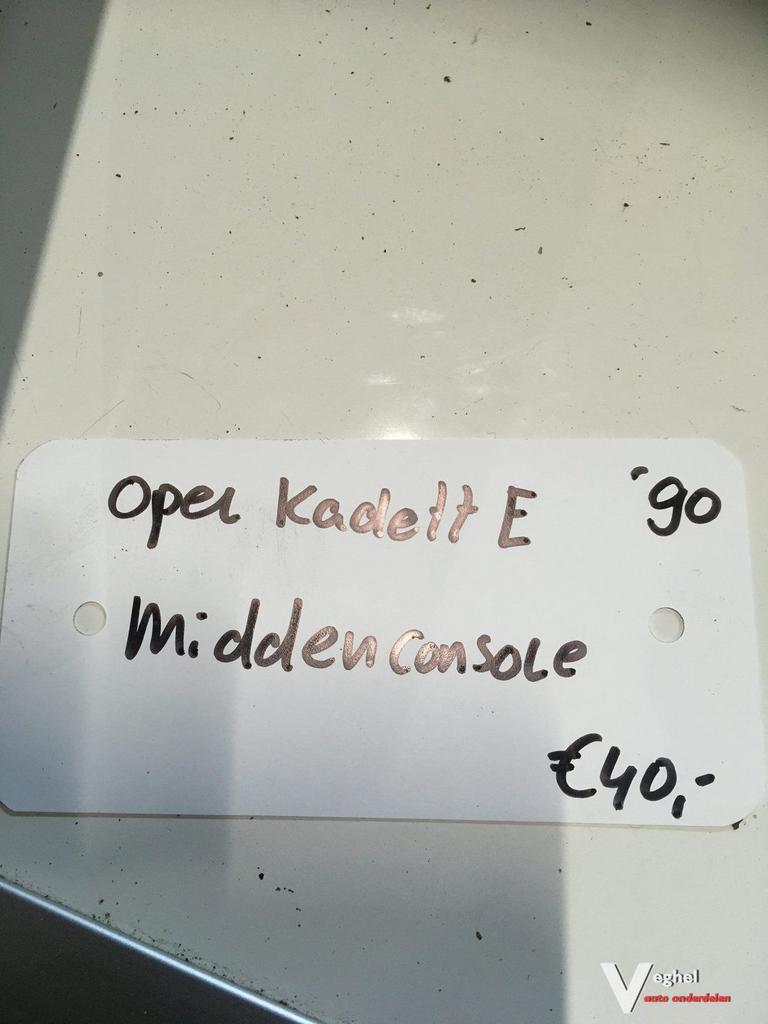 Opel Kadett E '90
Middenconsole
€40,-
Veghel
auto onderdelen